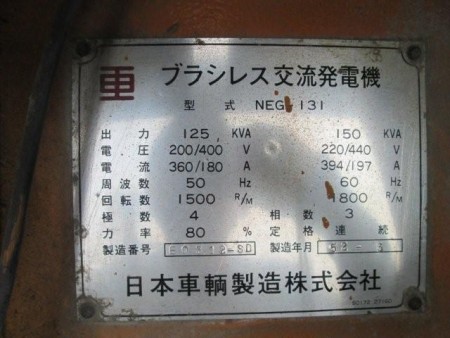 ブラシレス交流発電機
型式 NEG 131
出力 125 KVA 150 KVA
電圧 200/400 V 220/440 V
電流 360/180 A 394/197 A
周波数 50 Hz 60 Hz
回転数 1500 R/M 1800 R/M
極数 4 相数 3
力率 80% 定格 連続
製造番号 製造年月
日本車輌製造株式会社